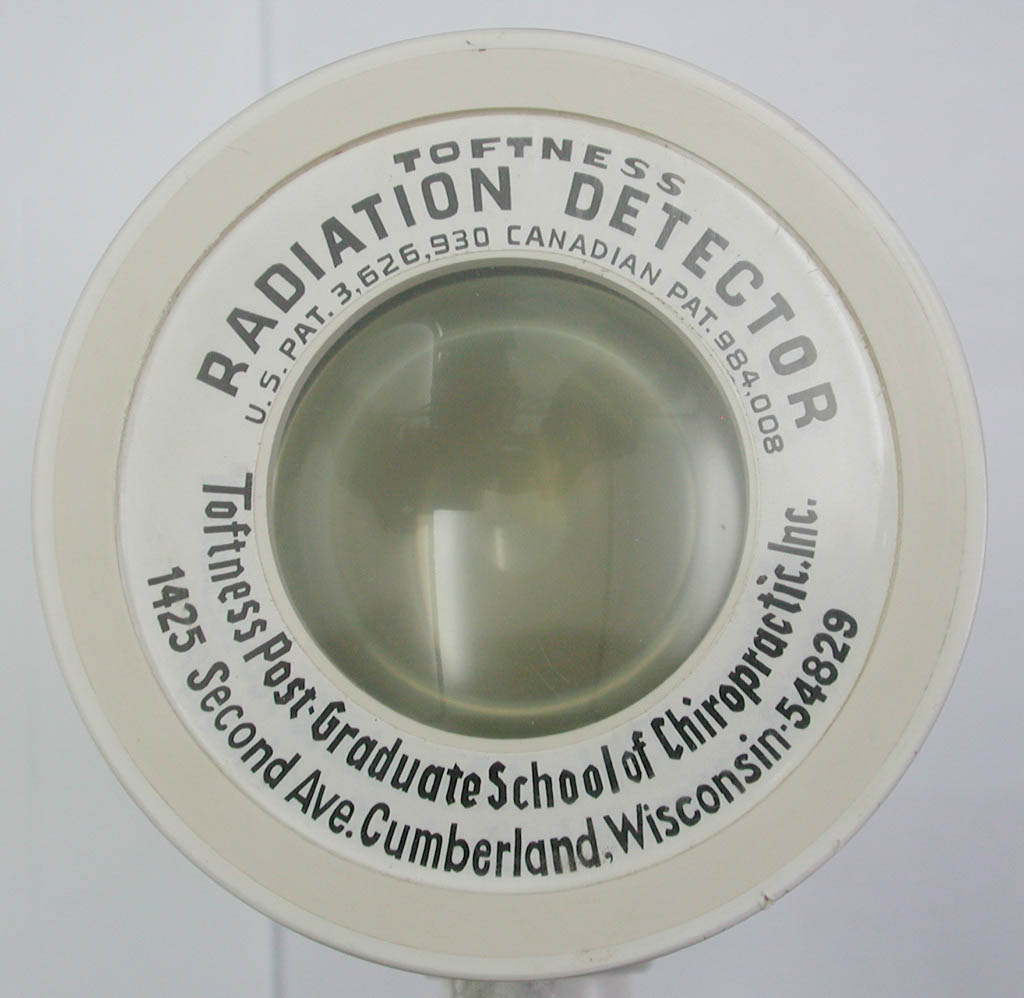 TOFTNESS
RADIATION DETECTOR
U.S. PAT. 3,626,930 CANADIAN PAT. 984,008
Toftness Post-Graduate School of Chiropractic, Inc.
1425 Second Ave. Cumberland, Wisconsin-54829